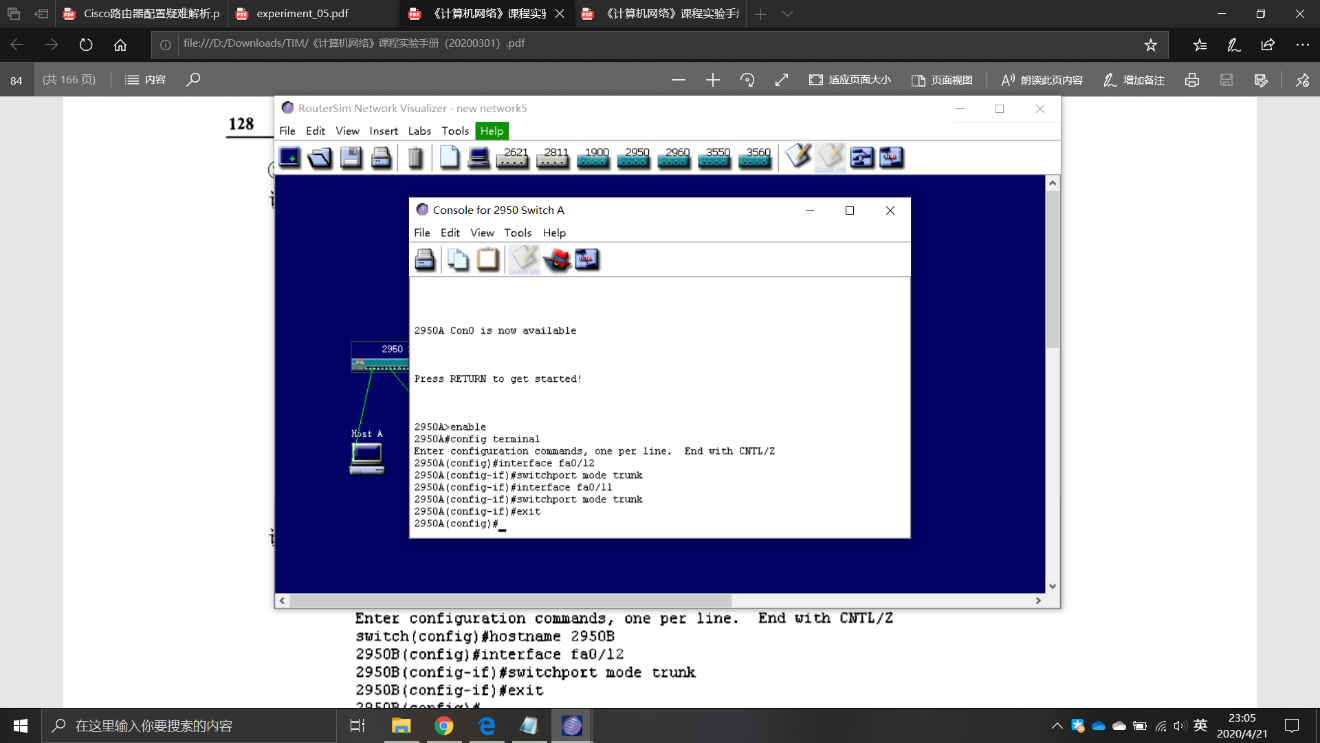 Cisco路由器配置疑难解析.p
experiment_05.pdf
《计算机网络》课程实验
《计算机网络》课程实验手册
file:///D:/Downloads/TIM/《计算机网络》课程实验手册 (20200301) .pdf
84
(共 166 页)
内容
适应页面大小
页面视图
朗读此页内容
增加备注
128
RouterSim Network Visualizer - new network5
File Edit View Insert Labs Tools Help
2621 2811 1900 2950 2960 3550 3560
Console for 2950 Switch A
File Edit View Tools Help
2950A Con0 is now available
Press RETURN to get started!
2950A>enable
2950A#config terminal
Enter configuration commands, one per line. End with CNTL/Z
2950A(config)#interface fa0/12
2950A(config-if)#switchport mode trunk
2950A(config-if)#interface fa0/11
2950A(config-if)#switchport mode trunk
2950A(config-if)#exit
2950A(config)#
2950
Host A
Enter configuration commands, one per line. End with CNTL/Z
switch(config)#hostname 2950B
2950B(config)#interface fa0/12
2950B(config-if)#switchport mode trunk
2950B(config-if)#exit
2950B(config)#
在这里输入你要搜索的内容
英
23:05
2020/4/21